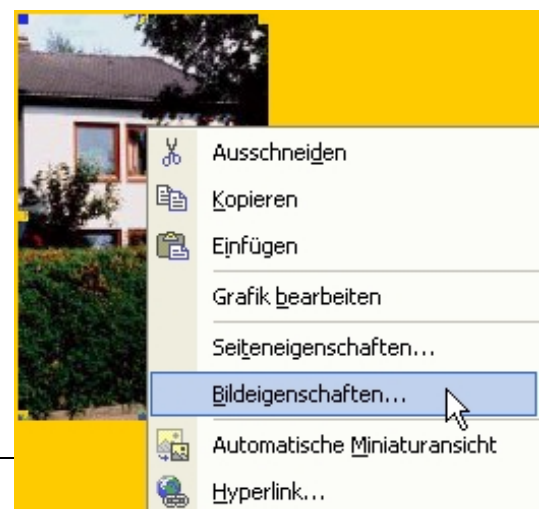 Ausschneiden
Kopieren
Einfügen
Grafik bearbeiten
Seiteneigenschaften...
Bildeigenschaften...
Automatische Miniaturansicht
Hyperlink...